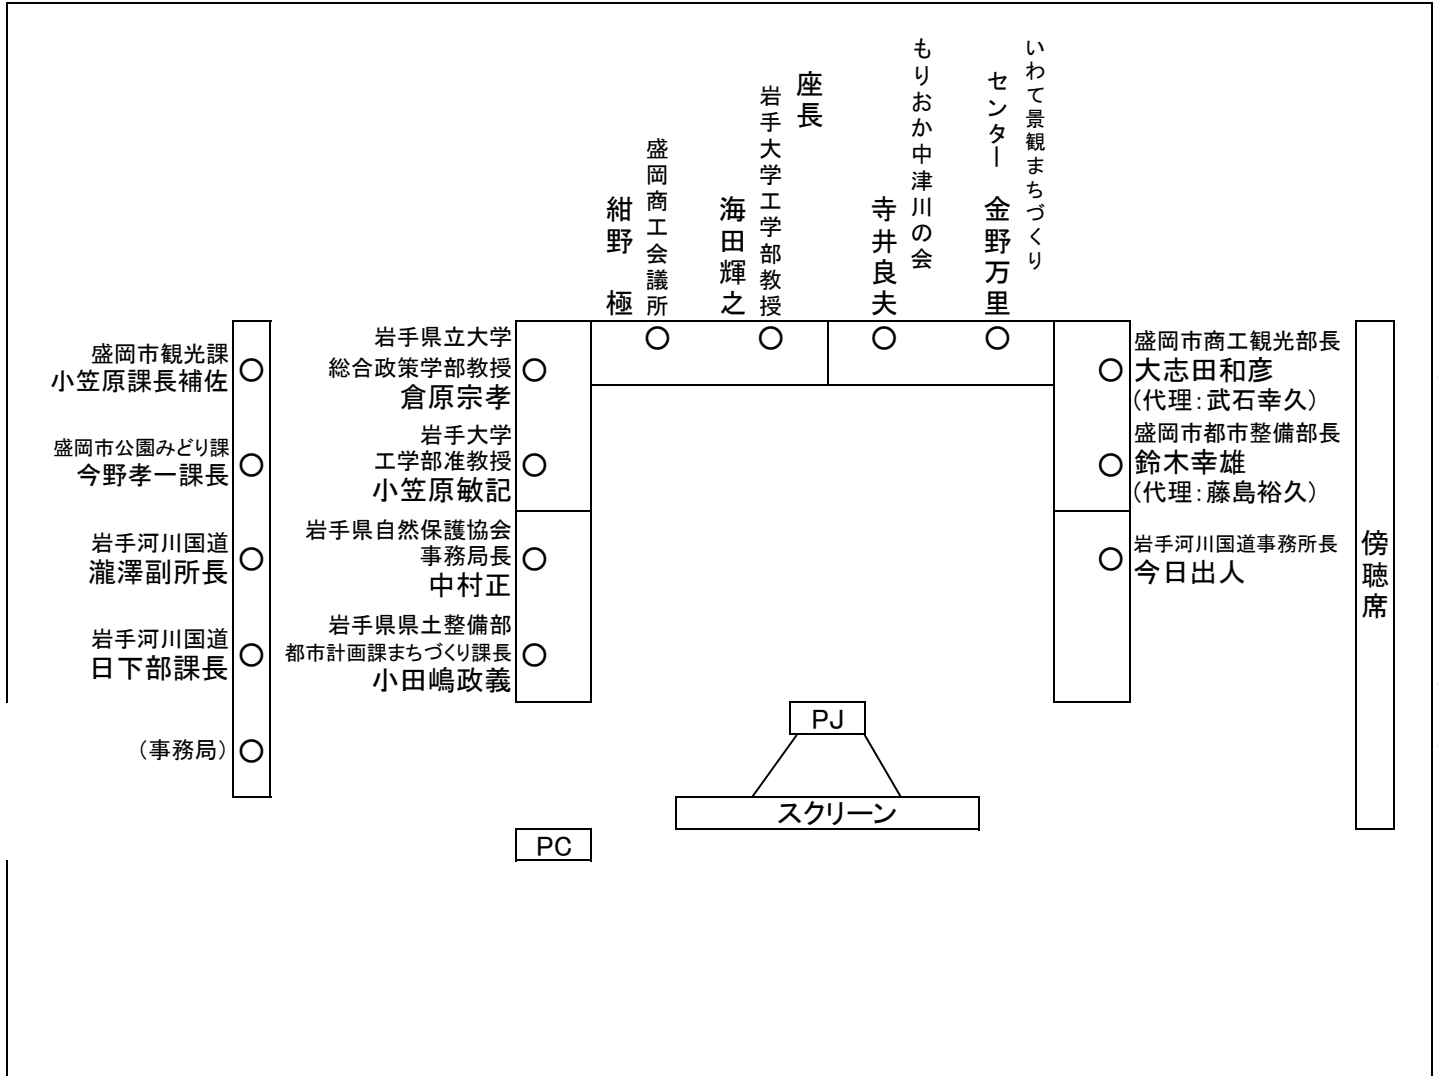 座長
いわて景観まちづくり
センター　金野万里
もりおか中津川の会
寺井良夫
岩手大学工学部教授
海田輝之
盛岡商工会議所
紺野　極
盛岡市観光課
小笠原課長補佐
盛岡市公園みどり課
今野孝一課長
岩手河川国道
瀧澤副所長
岩手河川国道
日下部課長
（事務局）
岩手県立大学
総合政策学部教授
倉原宗孝
岩手大学
工学部准教授
小笠原敏記
岩手県自然保護協会
事務局長
中村正
岩手県県土整備部
都市計画課まちづくり課長
小田嶋政義
盛岡市商工観光部長
大志田和彦
（代理：武石幸久）
盛岡市都市整備部長
鈴木幸雄
（代理：藤島裕久）
岩手河川国道事務所長
今日出人
傍聴席
PJ
スクリーン
PC